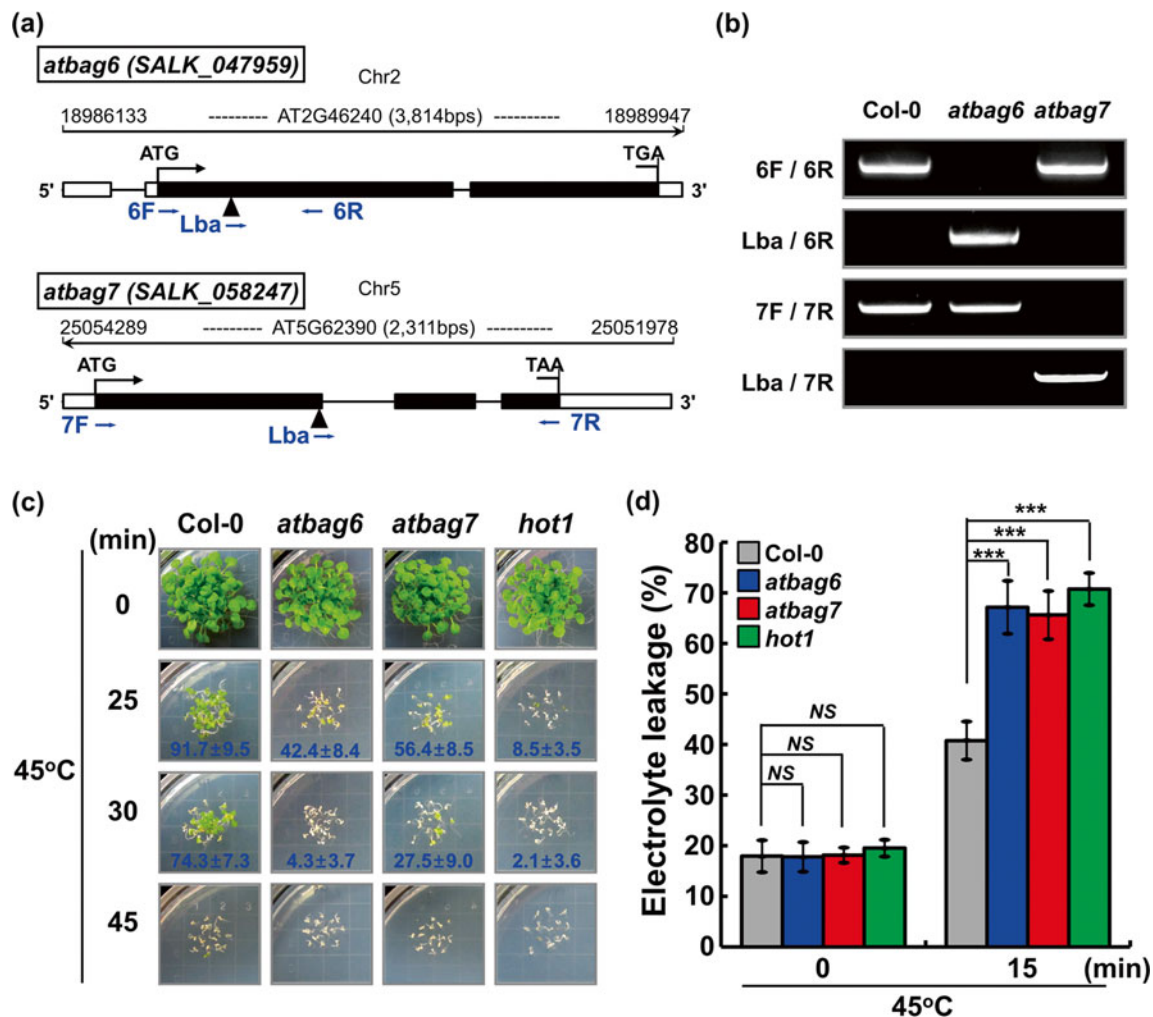 (a)
atbag6 (SALK_047959)
Chr2
18986133 --------- AT2G46240 (3,814bps) --------- 18989947
ATG TGA
5' 3'
6F 6R
Lba
atbag7 (SALK_058247)
Chr5
25054289 --------- AT5G62390 (2,311bps) --------- 25051978
ATG TAA
5' 3'
7F Lba 7R
(b)
Col-0 atbag6 atbag7
6F / 6R
Lba / 6R
7F / 7R
Lba / 7R
(c)
(min) Col-0 atbag6 atbag7 hot1
0
25
91.7±9.5 42.4±8.4 56.4±8.5 8.5±3.5
45ºC
30
74.3±7.3 4.3±3.7 27.5±9.0 2.1±3.6
45
(d)
Electrolyte leakage (%)
80
70
60
50
40
30
20
10
0
Col-0
atbag6
atbag7
hot1
***
***
***
NS
NS
NS
0 15 (min)
45ºC